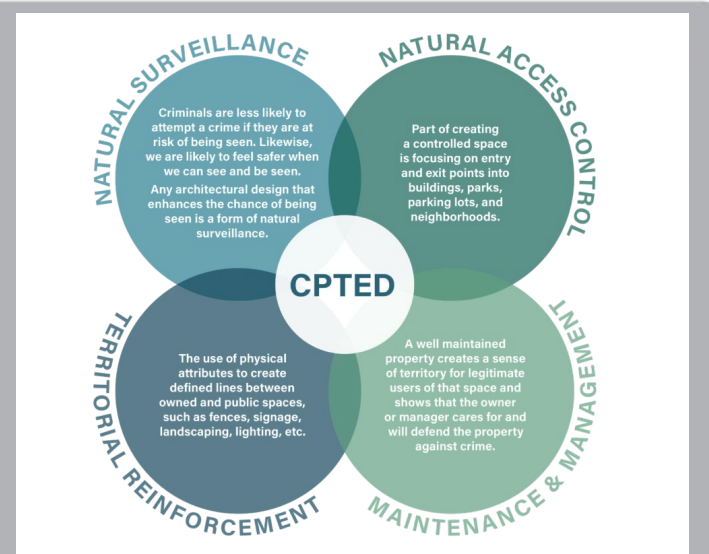 NATURAL SURVEILLANCE
Criminals are less likely to
attempt a crime if they are at
risk of being seen. Likewise,
we are likely to feel safer when
we can see and be seen.
Any architectural design that
enhances the chance of being
seen is a form of natural
surveillance.
NATURAL ACCESS CONTROL
Part of creating
a controlled space
is focusing on entry
and exit points into
buildings, parks,
parking lots, and
neighborhoods.
CPTED
TERRITORIAL REINFORCEMENT
The use of physical
attributes to create
defined lines between
owned and public spaces,
such as fences, signage,
landscaping, lighting, etc.
MAINTENANCE & MANAGEMENT
A well maintained
property creates a sense
of territory for legitimate
users of that space and
shows that the owner
or manager cares for and
will defend the property
against crime.